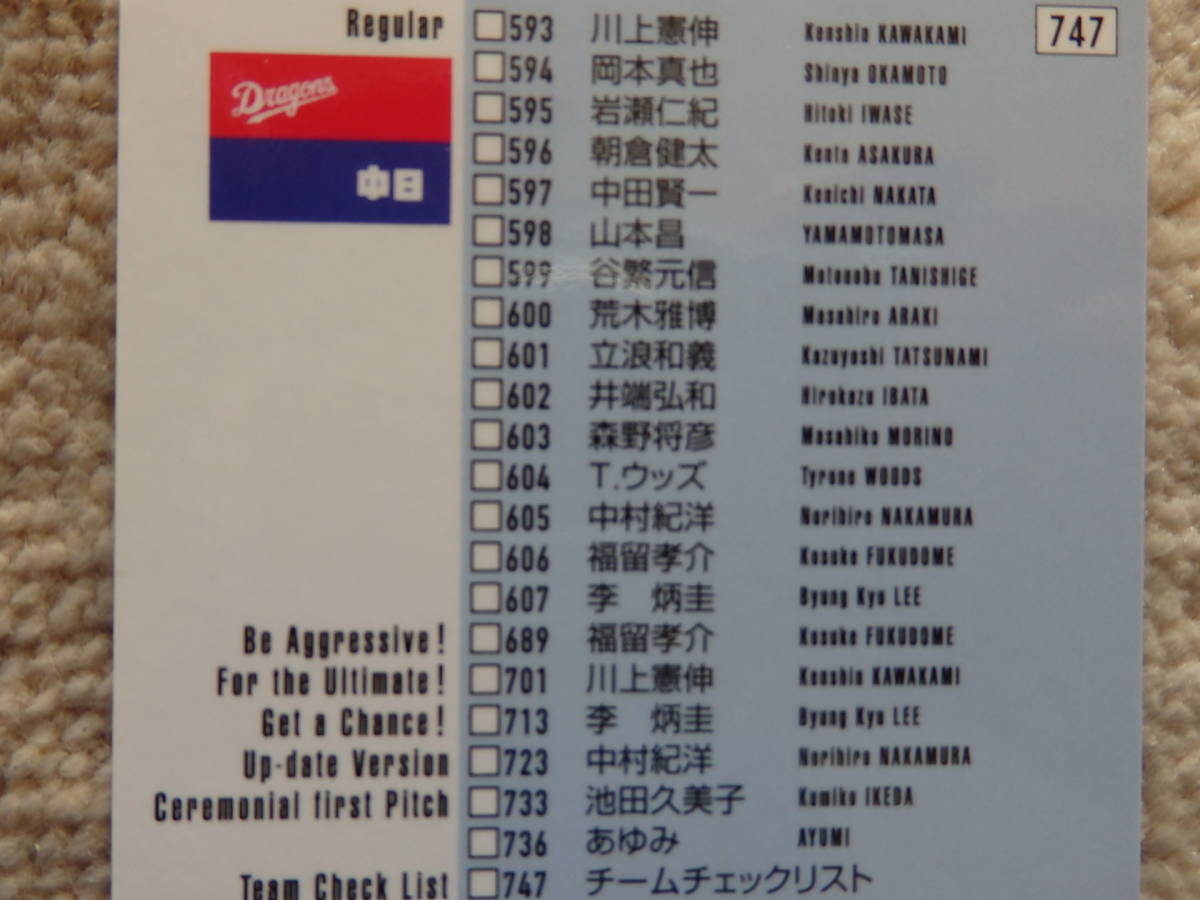 Regular □593 川上憲伸 Kenshin KAWAKAMI 747
Dragons □594 岡本真也 Shinya OKAMOTO
□595 岩瀬仁紀 Hitoki IWASE
□596 朝倉健太 Kenta ASAKURA
中日 □597 中田賢一 Kenichi NAKATA
□598 山本昌 YAMAMOTOMASA
□599 谷繁元信 Motonobu TANISHIGE
□600 荒木雅博 Masahiro ARAKI
□601 立浪和義 Kazuyoshi TATSUNAMI
□602 井端弘和 Hirokazu IBATA
□603 森野将彦 Masahiko MORINO
□604 T.ウッズ Tyrone WOODS
□605 中村紀洋 Norihiro NAKAMURA
□606 福留孝介 Kosuke FUKUDOME
□607 李 炳圭 Byung Kyu LEE
Be Aggressive! □689 福留孝介 Kosuke FUKUDOME
For the Ultimate! □701 川上憲伸 Kenshin KAWAKAMI
Get a Chance! □713 李 炳圭 Byung Kyu LEE
Up-date Version □723 中村紀洋 Norihiro NAKAMURA
Ceremonial first Pitch □733 池田久美子 Kumiko IKEDA
□736 あゆみ AYUMI
Team Check List □747 チームチェックリスト